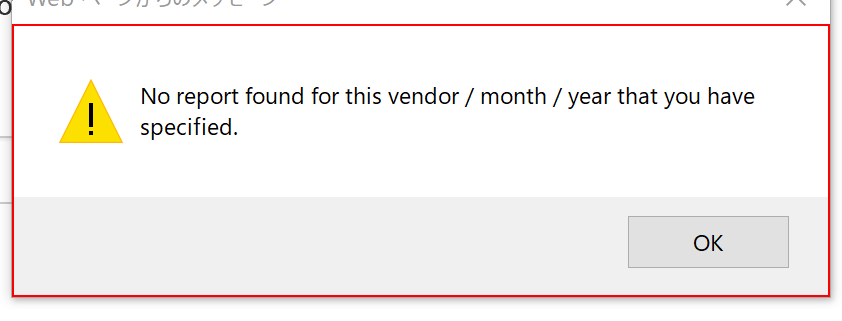 Web ページからのメッセージ
No report found for this vendor / month / year that you have
specified.
OK